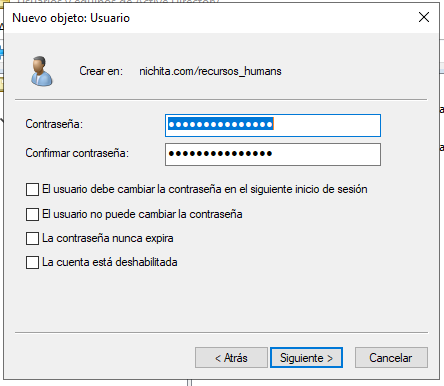 Nuevo objeto: Usuario
Crear en: nichita.com/recursos_humans
Contraseña: ●●●●●●●●●●●●●●●
Confirmar contraseña: ●●●●●●●●●●●●●●●
El usuario debe cambiar la contraseña en el siguiente inicio de sesión
El usuario no puede cambiar la contraseña
La contraseña nunca expira
La cuenta está deshabilitada
< Atrás Siguiente > Cancelar